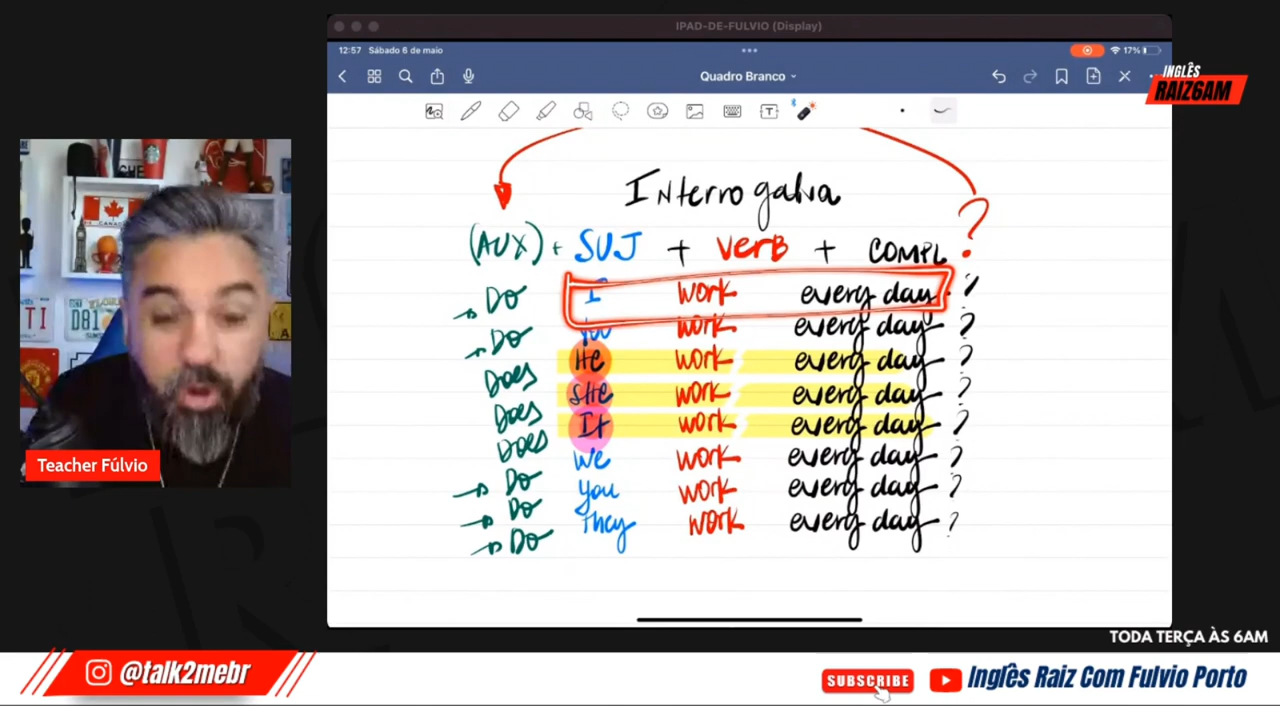 IPAD-DE-FULVIO (Display)
12:57 Sábado 6 de maio
17%
Quadro Branco
INGLÊS
RAIZ6AM
Interrogativa
(AUX) + SUJ + VERB + COMPL ?
DO I work every day ?
DO You work every day ?
DOES He work every day ?
DOES SHe work every day ?
DOES It work every day ?
DO We work every day ?
DO you work every day ?
DO They work every day ?
CANAD
TI
D81
Teacher Fúlvio
TODA TERÇA ÀS 6AM
@talk2mebr
SUBSCRIBE
Inglês Raiz Com Fulvio Porto